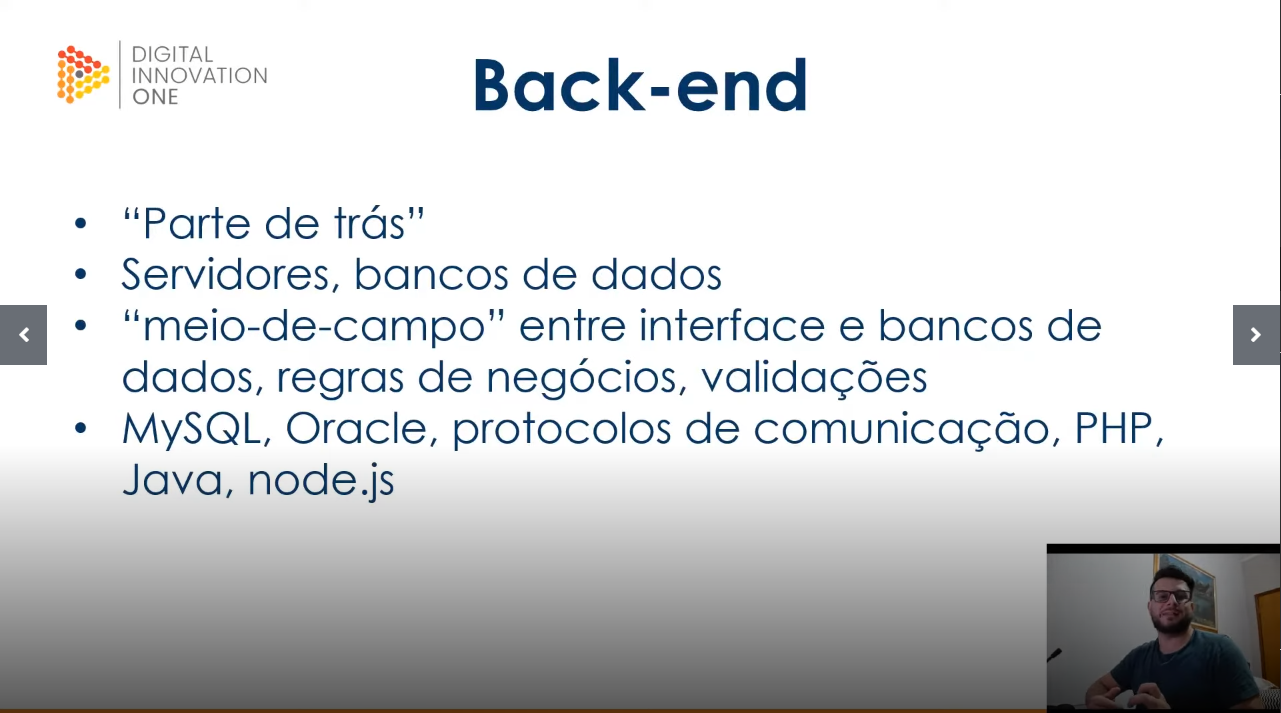 DIGITAL
INNOVATION
ONE
Back-end
• “Parte de trás”
• Servidores, bancos de dados
• “meio-de-campo” entre interface e bancos de
dados, regras de negócios, validações
• MySQL, Oracle, protocolos de comunicação, PHP,
Java, node.js